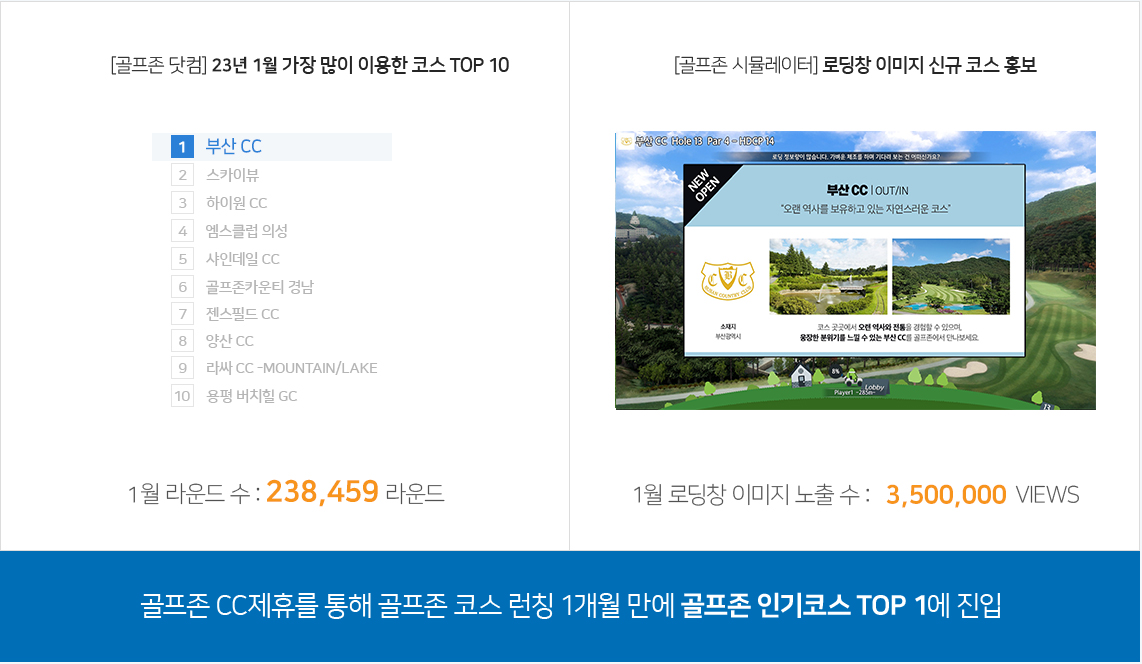 [골프존 닷컴] 23년 1월 가장 많이 이용한 코스 TOP 10
1 부산 CC
2 스카이뷰
3 하이원 CC
4 엠스클럽 의성
5 샤인데일 CC
6 골프존카운티 경남
7 젠스필드 CC
8 양산 CC
9 라싸 CC -MOUNTAIN/LAKE
10 용평 버치힐 GC
1월 라운드 수 : 238,459 라운드
[골프존 시뮬레이터] 로딩창 이미지 신규 코스 홍보
부산 CC Hole 13 Par 4 - HDCP 14
로딩 정보량이 많습니다. 가벼운 체조를 하며 기다려 보는 건 어떠신가요?
NEW
OPEN
부산 CC | OUT/IN
"오랜 역사를 보유하고 있는 자연스러운 코스"
C B C
BUSAN COUNTRY CLUB
소재지
부산광역시
코스 곳곳에서 오랜 역사와 전통을 경험할 수 있으며,
웅장한 분위기를 느낄 수 있는 부산 CC를 골프존에서 만나보세요.
8%
Lobby
Player1 -285m-
13
1월 로딩창 이미지 노출 수 : 3,500,000 VIEWS
골프존 CC제휴를 통해 골프존 코스 런칭 1개월 만에 골프존 인기코스 TOP 1에 진입